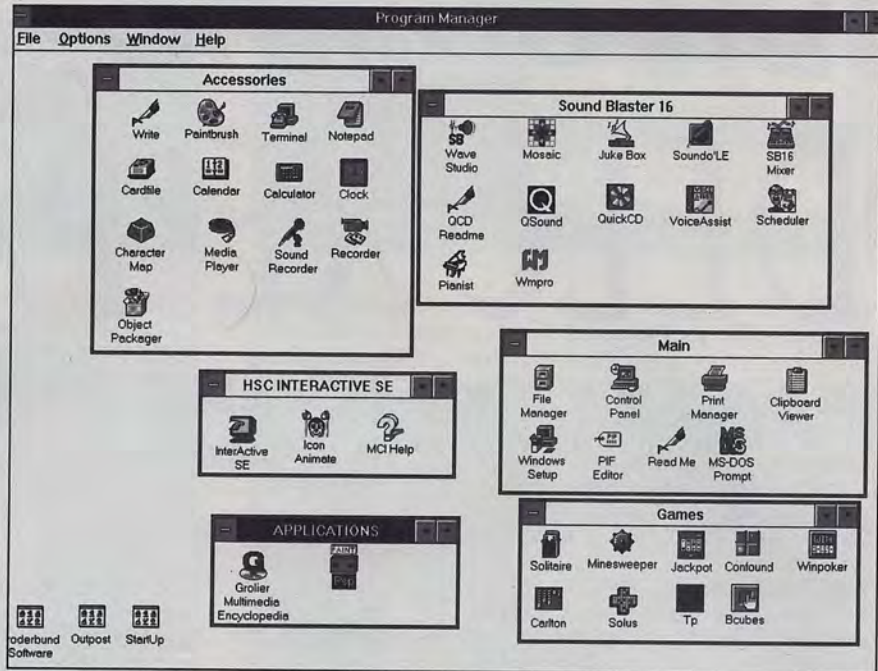 Program Manager
File Options Window Help
Accessories
Write Paintbrush Terminal Notepad
Cardfile Calendar Calculator Clock
Character Map Media Player Sound Recorder Recorder
Object Packager
Sound Blaster 16
SB
Wave Studio Mosaic Juke Box Soundo'LE SB16 Mixer
QCD Readme QSound QuickCD VoiceAssist Scheduler
Pianist Wmpro
HSC INTERACTIVE SE
InterActive SE Icon Animate MCI Help
Main
File Manager Control Panel Print Manager Clipboard Viewer
PIF
MS DOS
Windows Setup PIF Editor Read Me MS-DOS Prompt
APPLICATIONS
PAINT
Grolier Multimedia Encyclopedia Psp
Games
Solitaire Minesweeper Jackpot Confound Winpoker
Carlton Solus Tp Bcubes
roderbund Software Outpost StartUp